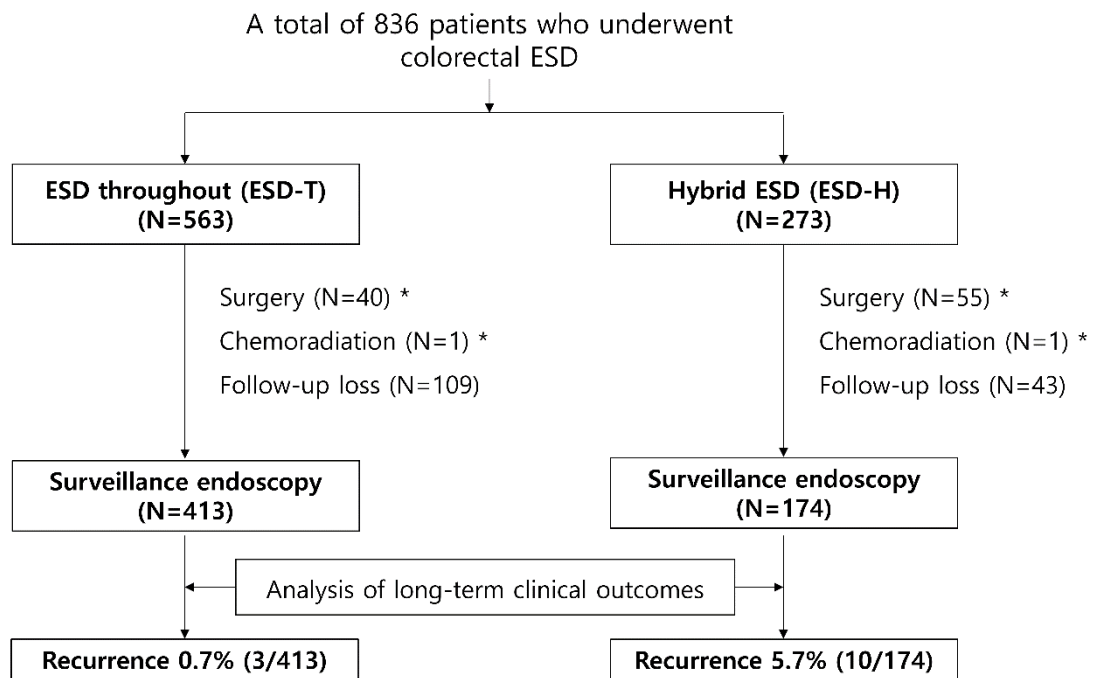 A total of 836 patients who underwent
colorectal ESD
ESD throughout (ESD-T)
(N=563)
Hybrid ESD (ESD-H)
(N=273)
Surgery (N=40) *
Chemoradiation (N=1) *
Follow-up loss (N=109)
Surgery (N=55) *
Chemoradiation (N=1) *
Follow-up loss (N=43)
Surveillance endoscopy
(N=413)
Surveillance endoscopy
(N=174)
Analysis of long-term clinical outcomes
Recurrence 0.7% (3/413)
Recurrence 5.7% (10/174)